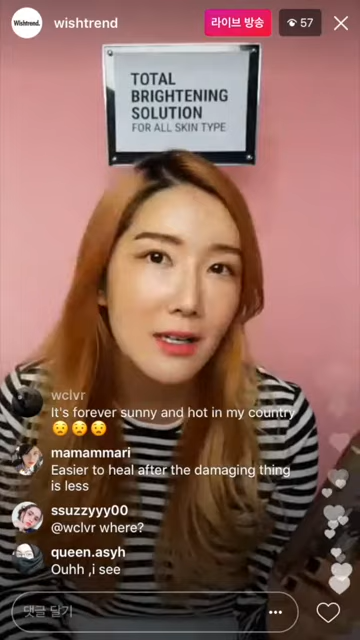 Wishtrend.
wishtrend
라이브 방송
57
TOTAL
BRIGHTENING
SOLUTION
FOR ALL SKIN TYPE
wclvr
It's forever sunny and hot in my country
😟😟😟
mamammari
Easier to heal after the damaging thing
is less
ssuzzyyy00
@wclvr where?
queen.asyh
Ouhh ,i see
댓글 달기